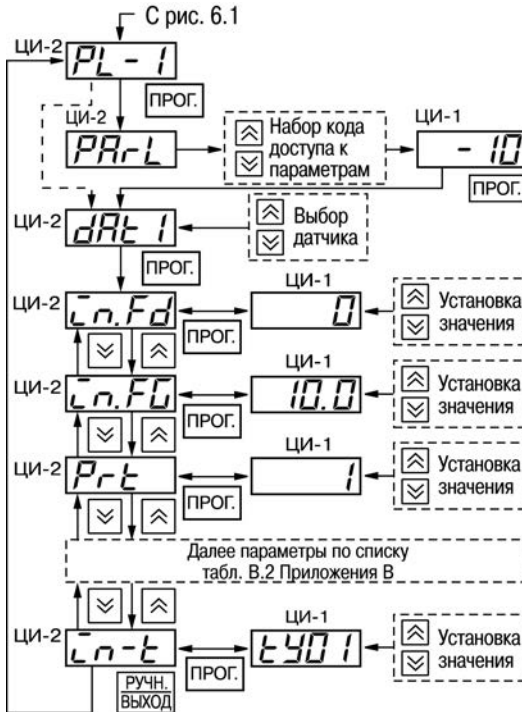 С рис. 6.1
ЦИ-2
PL-1
ПРОГ.
ЦИ-2
PArL
Набор кода
доступа к
параметрам
ЦИ-1
-10
ПРОГ.
ЦИ-2
dAt1
Выбор
датчика
ПРОГ.
ЦИ-2
in.Fd
ПРОГ.
ЦИ-1
0
Установка
значения
ЦИ-2
in.FG
ПРОГ.
ЦИ-1
10.0
Установка
значения
ЦИ-2
Prt
ПРОГ.
ЦИ-1
1
Установка
значения
Далее параметры по списку
табл. В.2 Приложения В
ЦИ-2
in-t
ПРОГ.
ЦИ-1
tY01
Установка
значения
РУЧН.
ВЫХОД